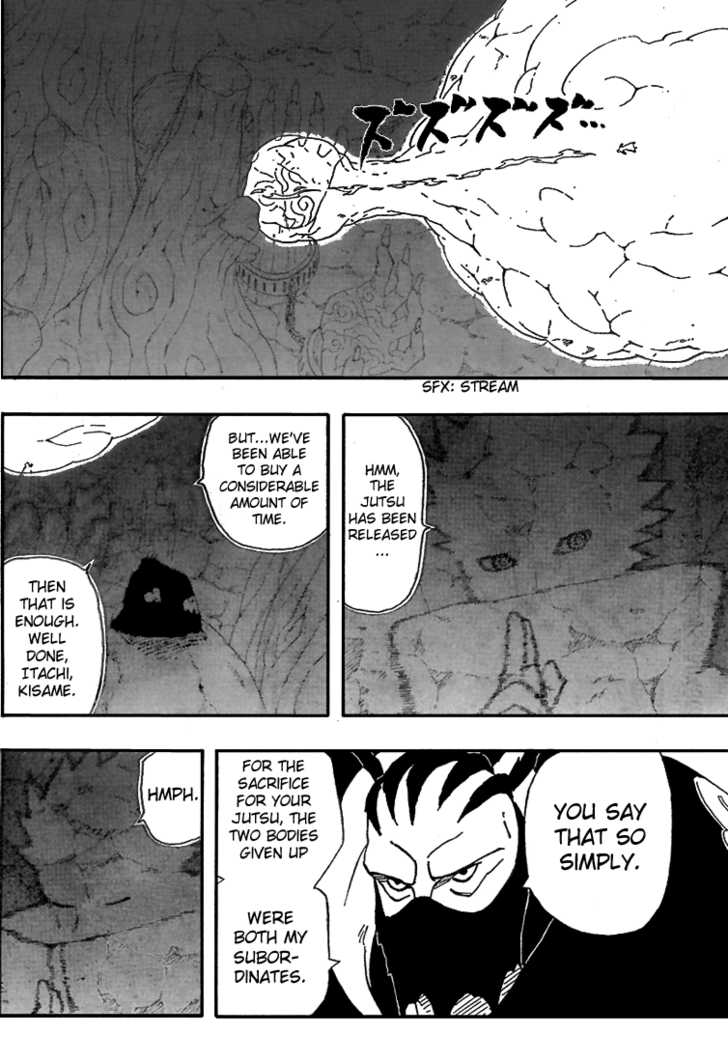 ズズズズ...
SFX: STREAM
HMM,
THE
JUTSU
HAS BEEN
RELEASED
...
BUT...WE'VE
BEEN ABLE
TO BUY A
CONSIDERABLE
AMOUNT OF
TIME.
THEN
THAT IS
ENOUGH.
WELL
DONE,
ITACHI,
KISAME.
YOU SAY
THAT SO
SIMPLY.
FOR THE
SACRIFICE
FOR YOUR
JUTSU, THE
TWO BODIES
GIVEN UP
WERE
BOTH MY
SUBOR-
DINATES.
HMPH.